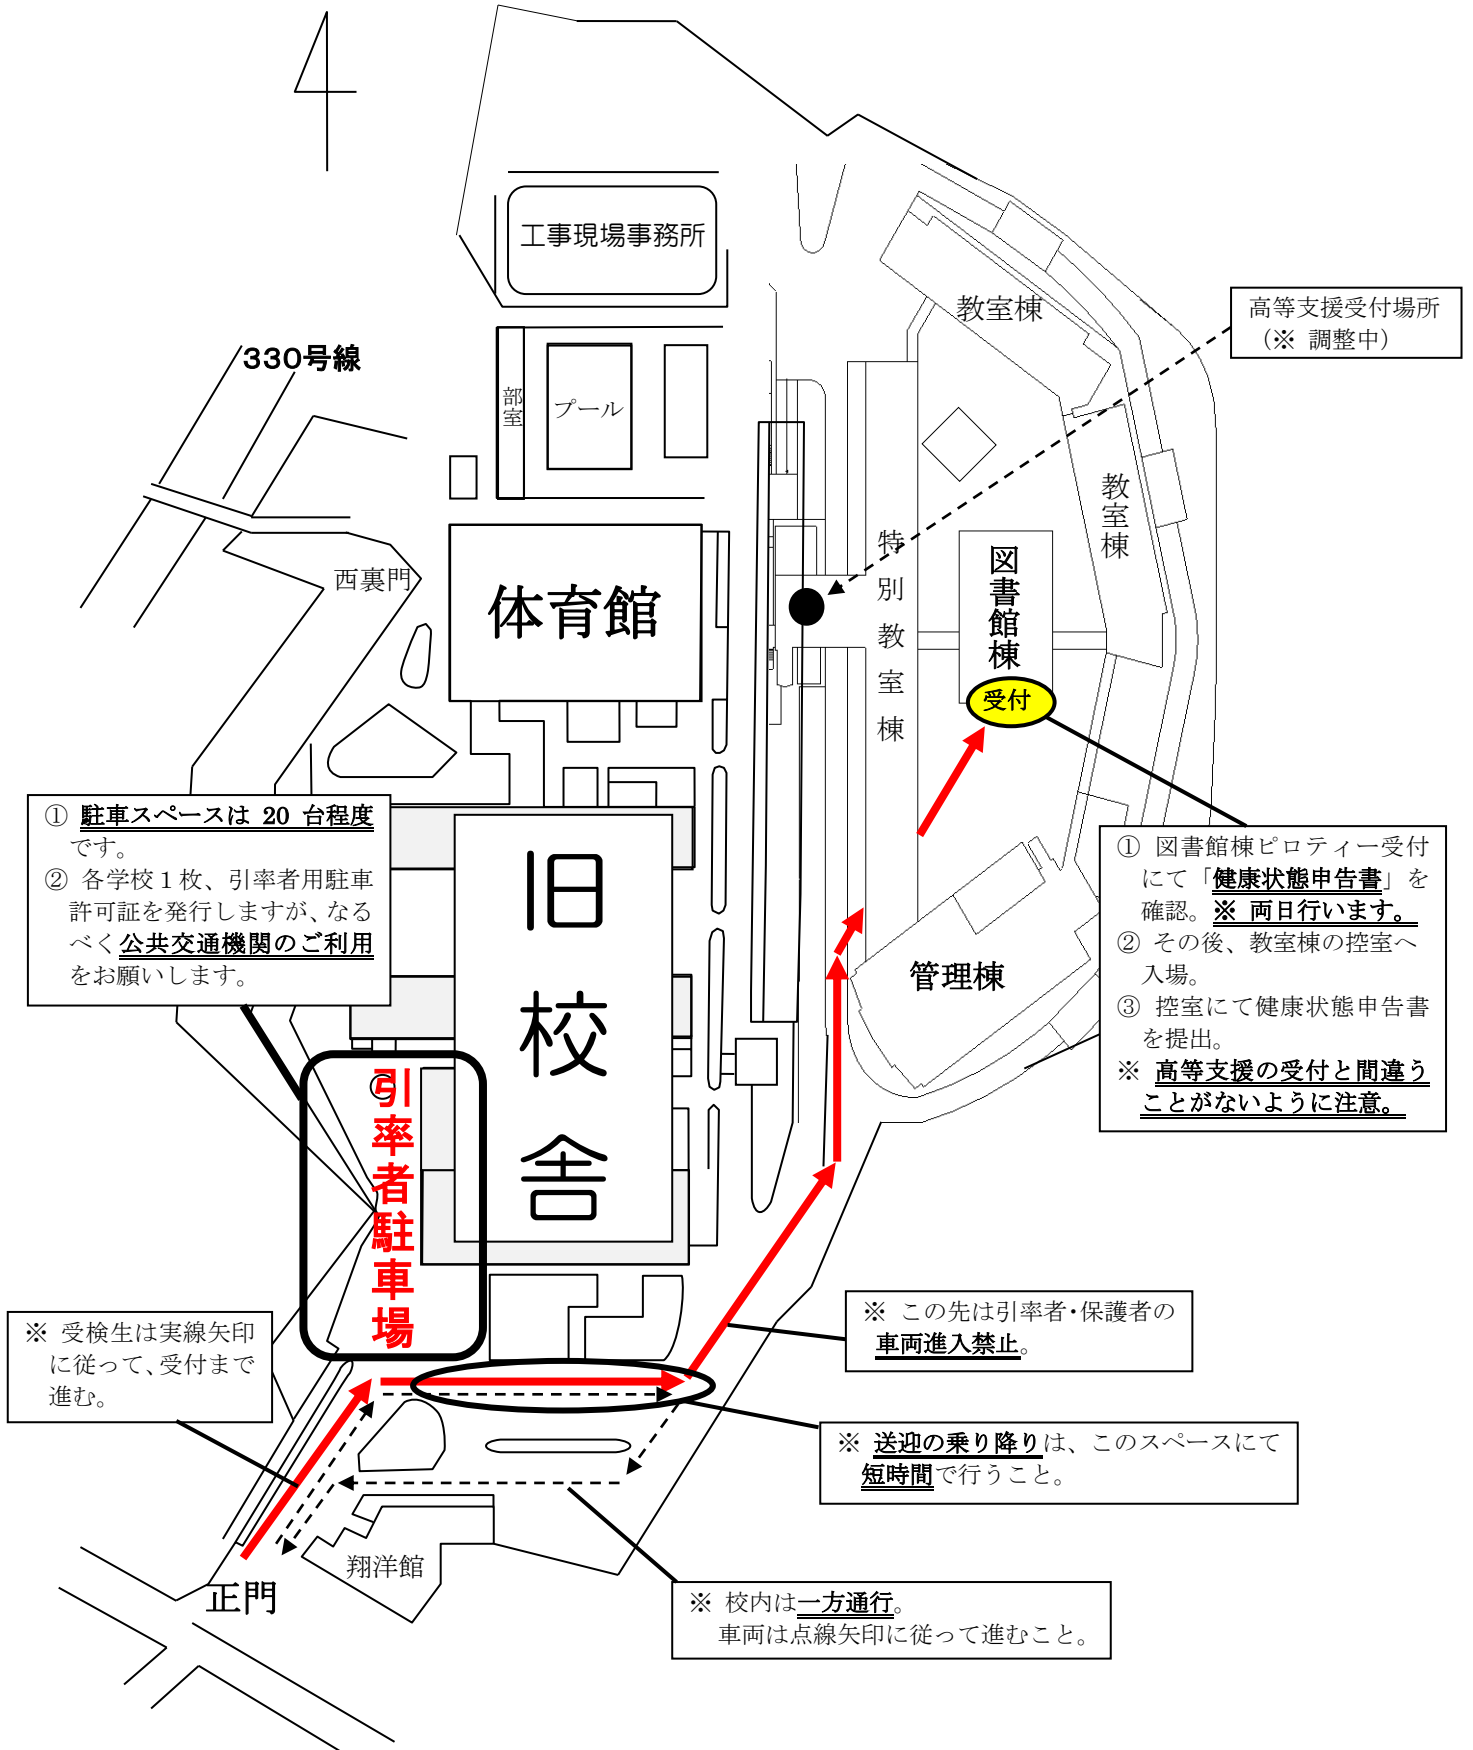 工事現場事務所
教室棟
高等支援受付場所
（※ 調整中）
330号線
部室
プール
教室棟
西裏門
体育館
特別教室棟
図書館棟
受付
① 駐車スペースは 20 台程度
です。
② 各学校１枚、引率者用駐車
許可証を発行しますが、なる
べく公共交通機関のご利用
をお願いします。
旧校舎
① 図書館棟ピロティー受付
にて「健康状態申告書」を
確認。※ 両日行います。
② その後、教室棟の控室へ
入場。
③ 控室にて健康状態申告書
を提出。
※ 高等支援の受付と間違う
ことがないように注意。
管理棟
引率者駐車場
※ この先は引率者・保護者の
車両進入禁止。
※ 受検生は実線矢印
に従って、受付まで
進む。
※ 送迎の乗り降りは、このスペースにて
短時間で行うこと。
翔洋館
正門
※ 校内は一方通行。
車両は点線矢印に従って進むこと。